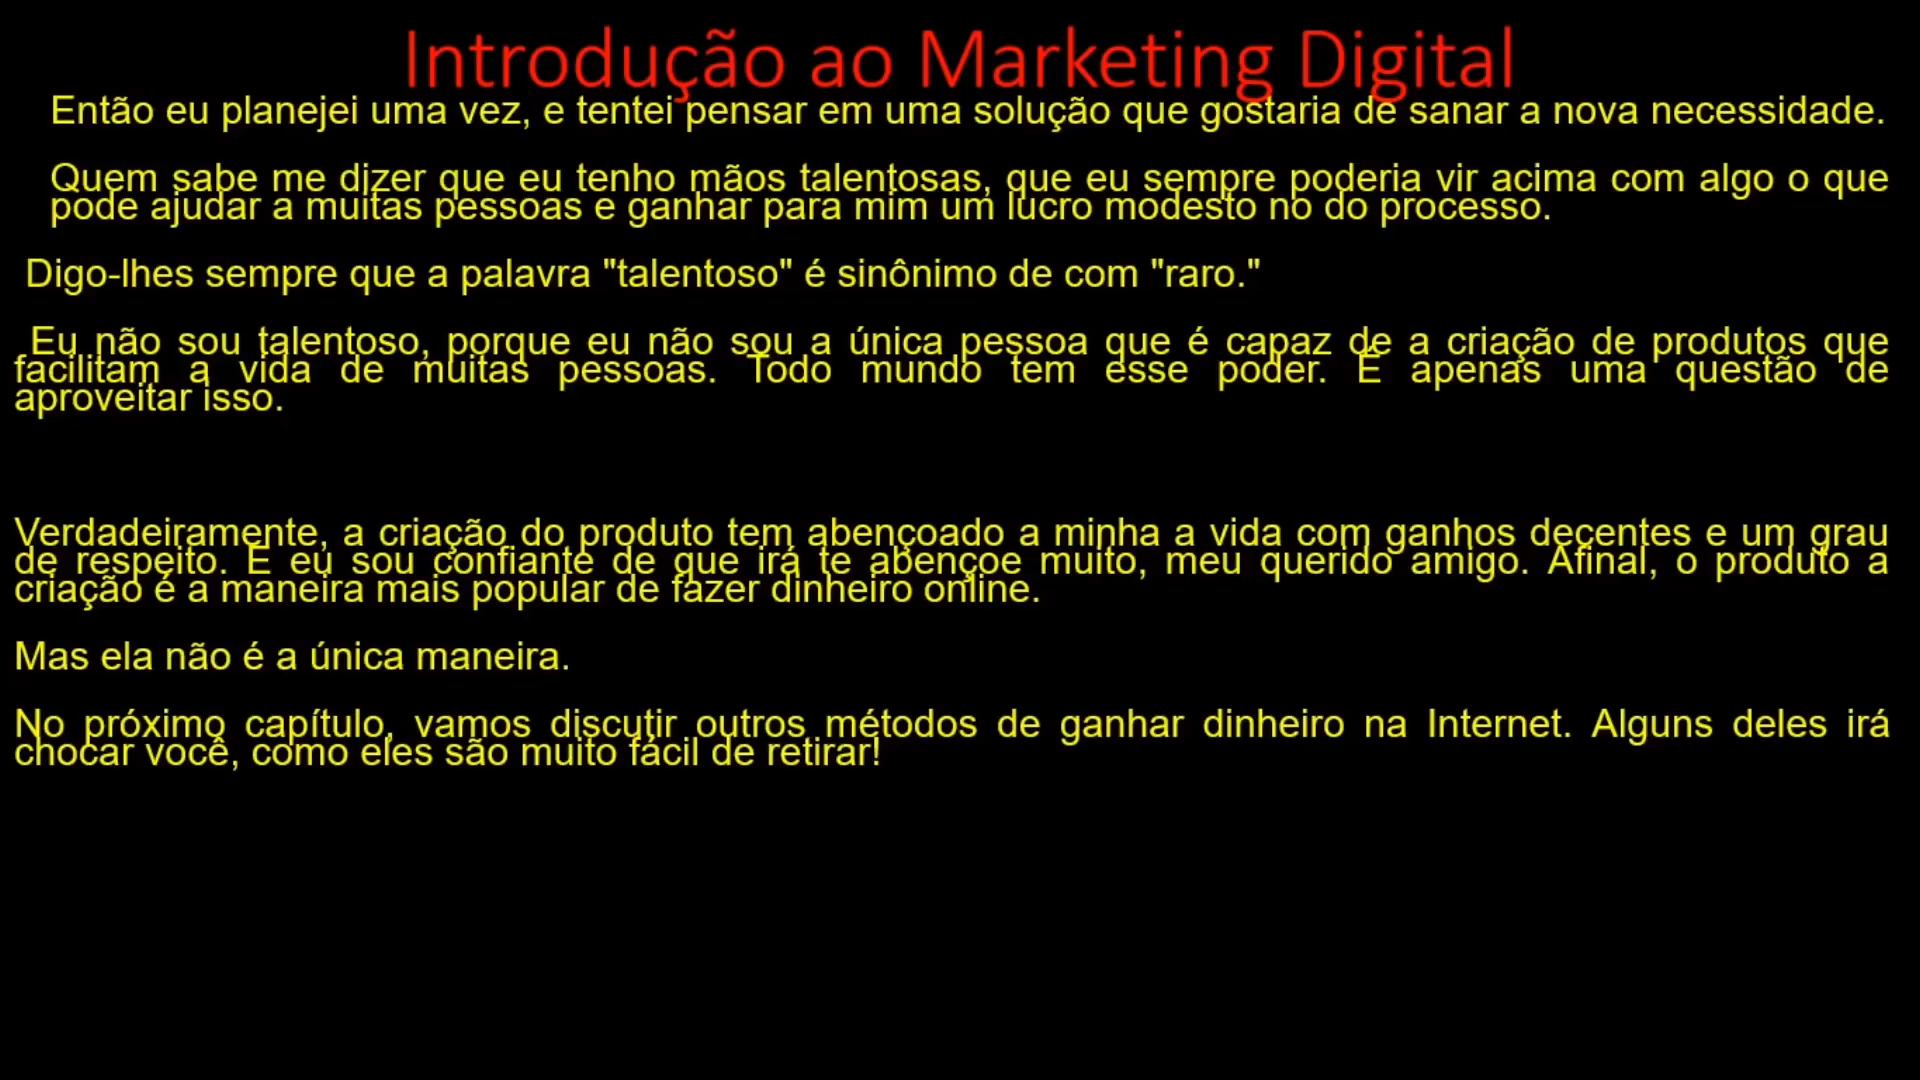 Introdução ao Marketing Digital
Então eu planejei uma vez, e tentei pensar em uma solução que gostaria de sanar a nova necessidade.
Quem sabe me dizer que eu tenho mãos talentosas, que eu sempre poderia vir acima com algo o que
pode ajudar a muitas pessoas e ganhar para mim um lucro modesto no do processo.
Digo-lhes sempre que a palavra "talentoso" é sinônimo de com "raro."
Eu não sou talentoso, porque eu não sou a única pessoa que é capaz de a criação de produtos que
facilitam a vida de muitas pessoas. Todo mundo tem esse poder. É apenas uma questão de
aproveitar isso.
Verdadeiramente, a criação do produto tem abençoado a minha a vida com ganhos decentes e um grau
de respeito. E eu sou confiante de que irá te abençoe muito, meu querido amigo. Afinal, o produto a
criação é a maneira mais popular de fazer dinheiro online.
Mas ela não é a única maneira.
No próximo capítulo, vamos discutir outros métodos de ganhar dinheiro na Internet. Alguns deles irá
chocar você, como eles são muito fácil de retirar!